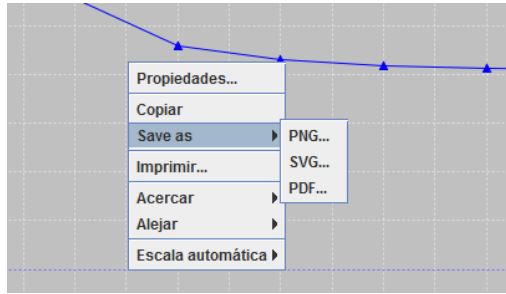 Propiedades...
Copiar
Save as
PNG...
SVG...
PDF...
Imprimir...
Acercar
Alejar
Escala automática